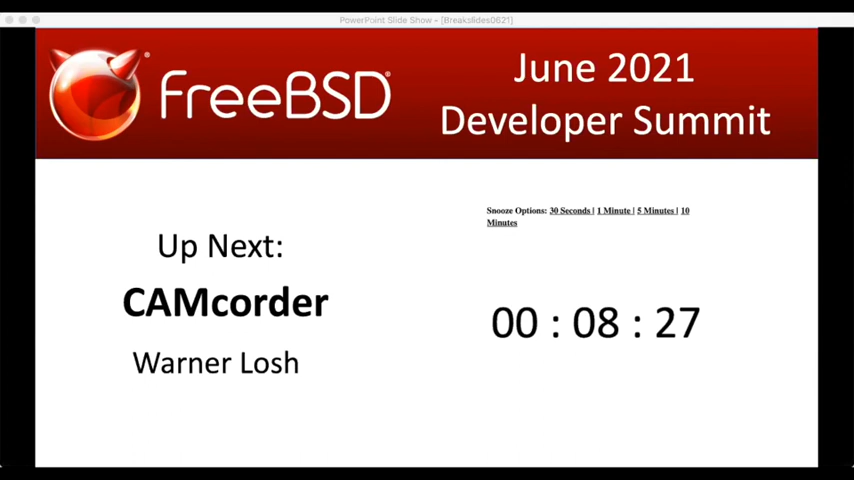 PowerPoint Slide Show - [Breakslides0621]
FreeBSD®
June 2021
Developer Summit
Snooze Options: 30 Seconds | 1 Minute | 5 Minutes | 10
Minutes
Up Next:
CAMcorder
Warner Losh
00 : 08 : 27